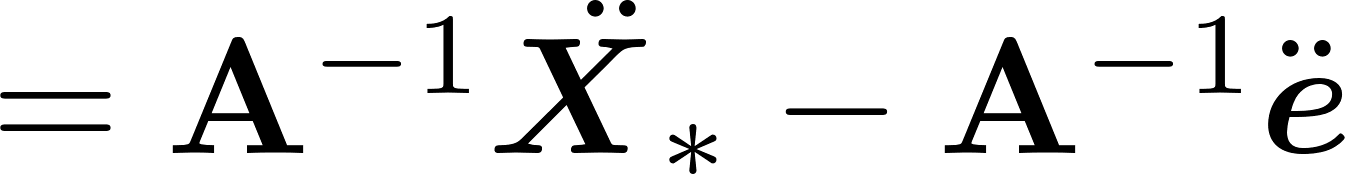 = 𝐀⁻¹𝑿̈₎* − 𝐀⁻¹𝒆̈